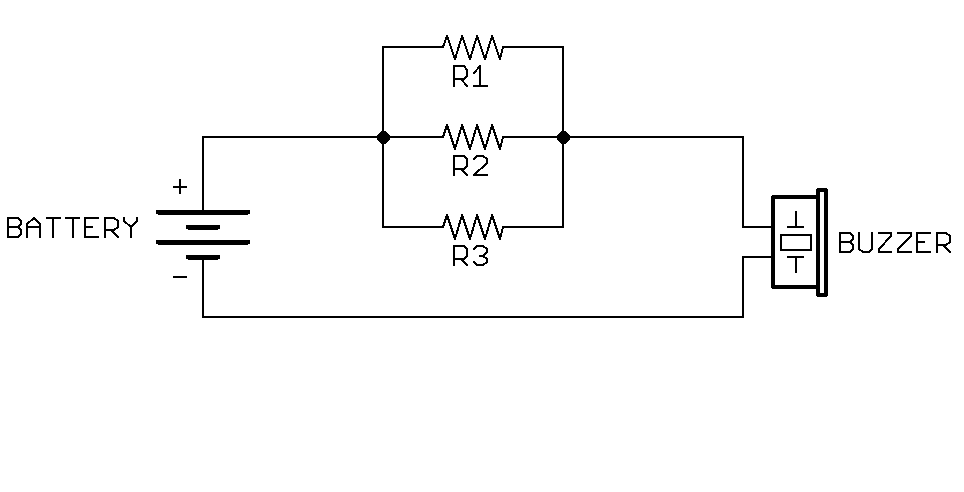 R1
R2
+
BATTERY
R3
BUZZER
-